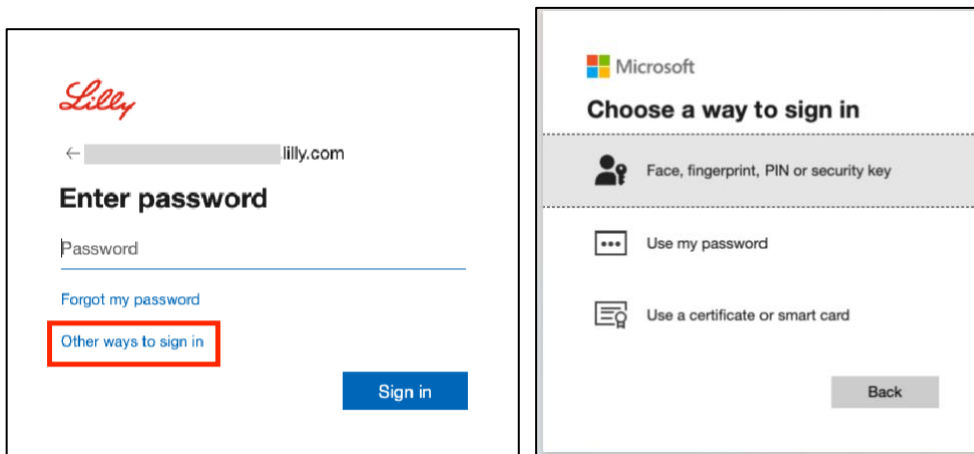 Lilly
.lilly.com
Enter password
Password
Forgot my password
Other ways to sign in
Sign in
Microsoft
Choose a way to sign in
Face, fingerprint, PIN or security key
Use my password
Use a certificate or smart card
Back